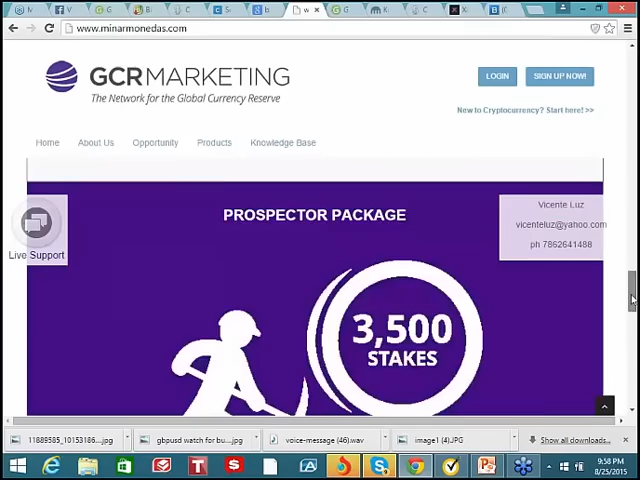 M
F
G
C
C
b
w
G
K
C
X
B
www.minarmonedas.com
GCRMARKETING
The Network for the Global Currency Reserve
LOGIN
SIGN UP NOW!
New to Cryptocurrency? Start here! >>
Home
About Us
Opportunity
Products
Knowledge Base
PROSPECTOR PACKAGE
Vicente Luz
vicenteluz@yahoo.com
ph 7862641488
Live Support
3,500
STAKES
11889585_10153186....jpg
gbpusd watch for bu....jpg
voice-message (46).wav
image1 (4).JPG
Show all downloads...
9:58 PM
8/25/2015